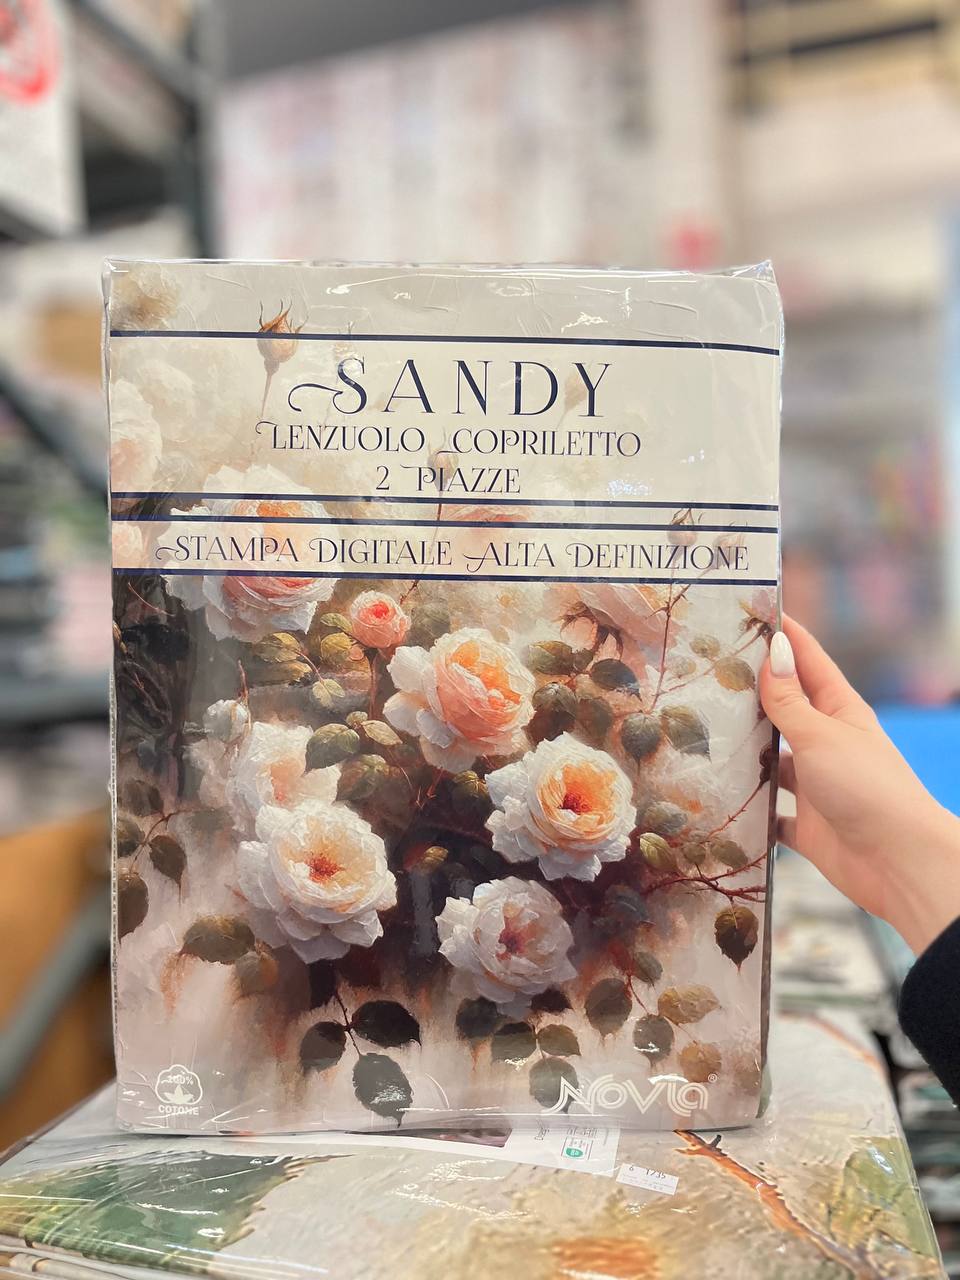 SANDY
LENZUOLO COPRILETTO
2 PIAZZE
STAMPA DIGITALE ALTA DEFINIZIONE
100%
COTONE
NOVIA®